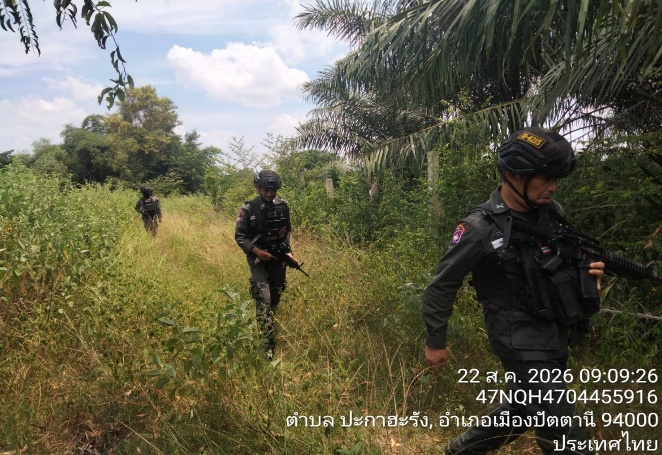 22 ส.ค. 2026 09:09:26
47NQH4704455916
ตำบล ปะกาฮะรัง, อำเภอเมืองปัตตานี 94000
ประเทศไทย